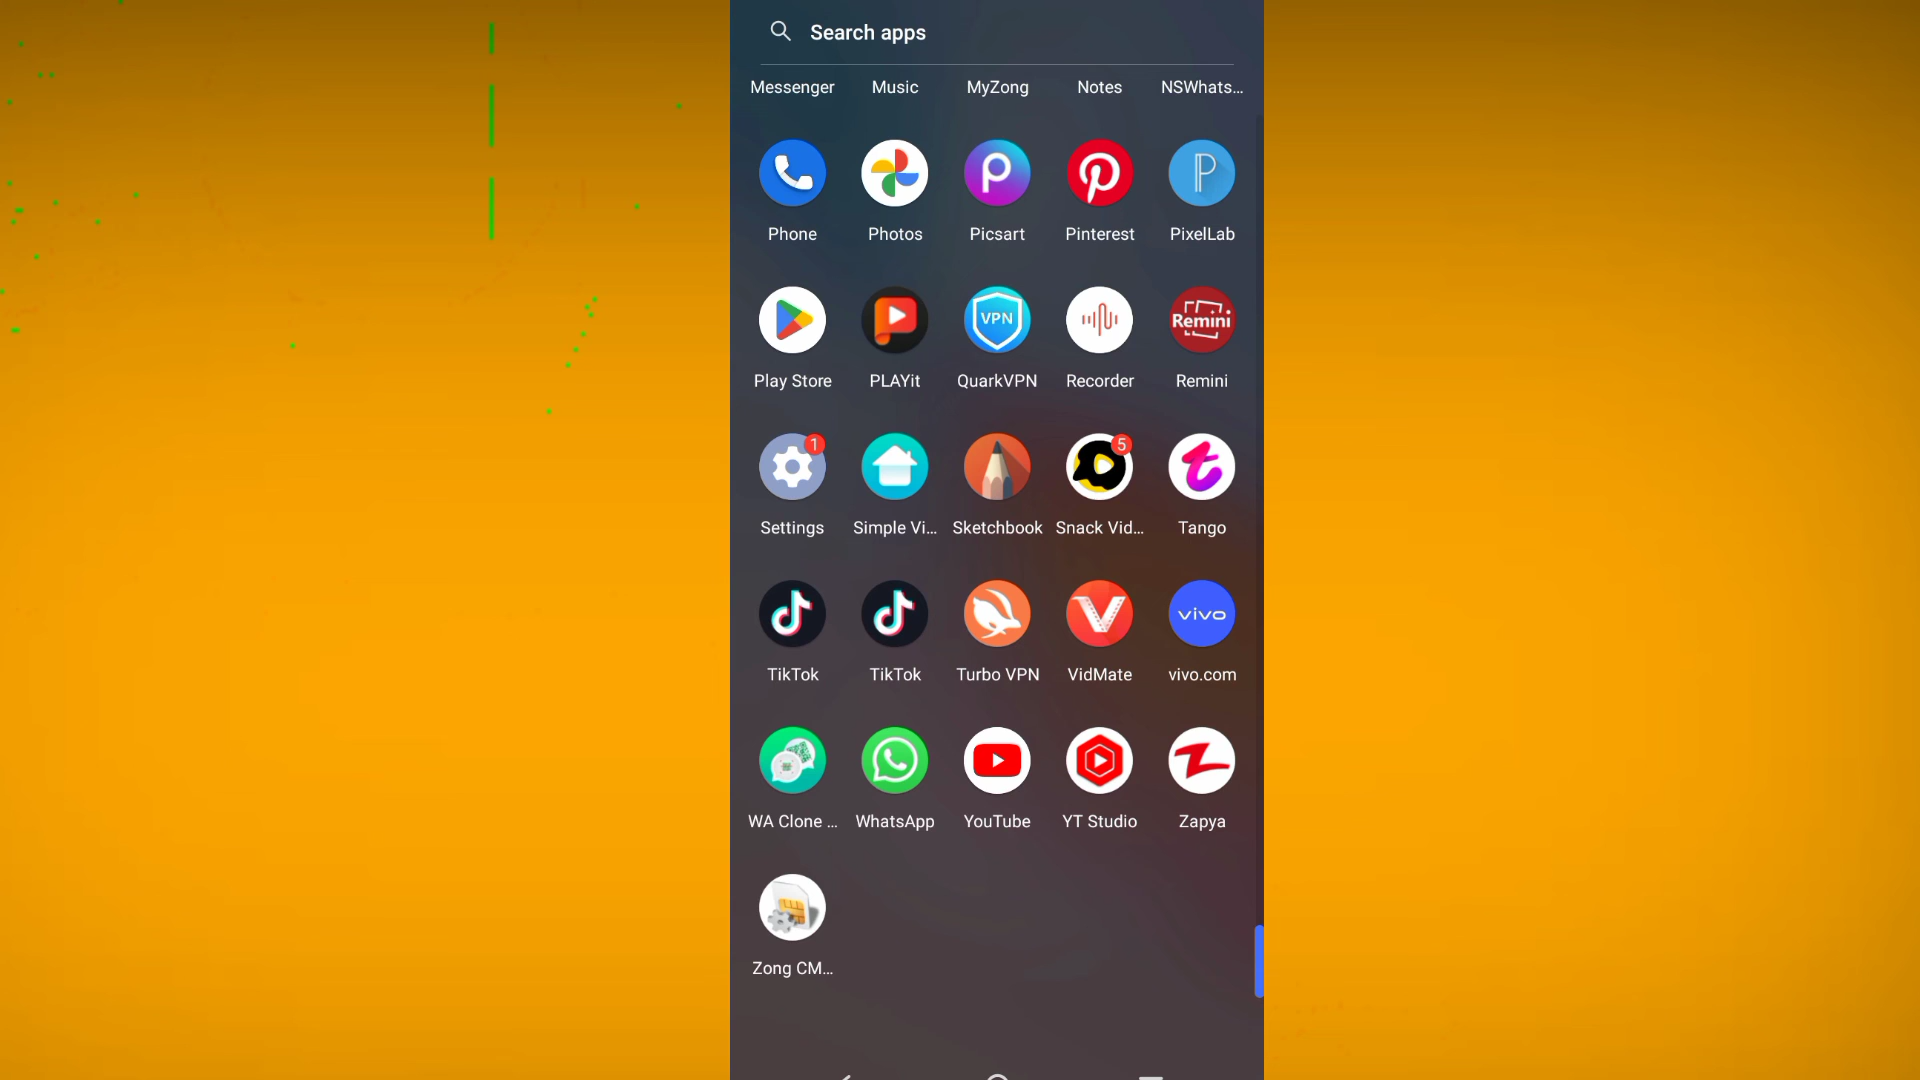 Search apps
Messenger Music MyZong Notes NSWhats...
Phone Photos Picsart Pinterest PixelLab
VPN
Remini
Play Store PLAYit QuarkVPN Recorder Remini
1 5
Settings Simple Vi... Sketchbook Snack Vid... Tango
vivo
TikTok TikTok Turbo VPN VidMate vivo.com
WA Clone ... WhatsApp YouTube YT Studio Zapya
Zong CM...